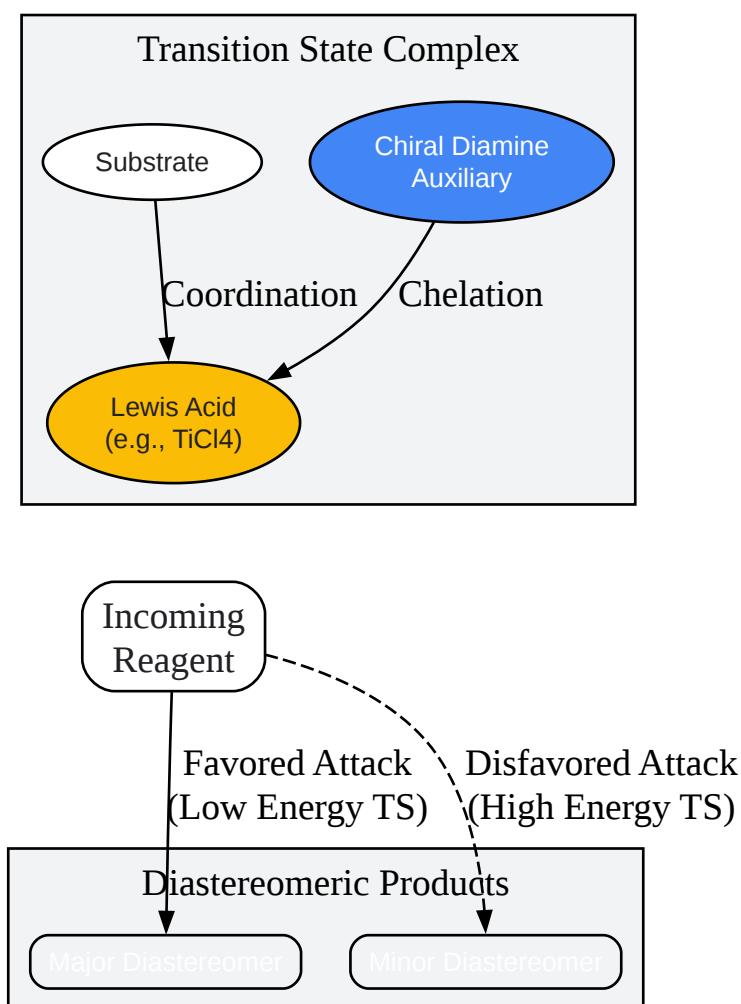 Transition State Complex
Substrate
Chiral Diamine
Auxiliary
Coordination
Chelation
Lewis Acid
(e.g., TiCl4)
Incoming
Reagent
Favored Attack
(Low Energy TS)
Disfavored Attack
(High Energy TS)
Diastereomeric Products
Major Diastereomer
Minor Diastereomer